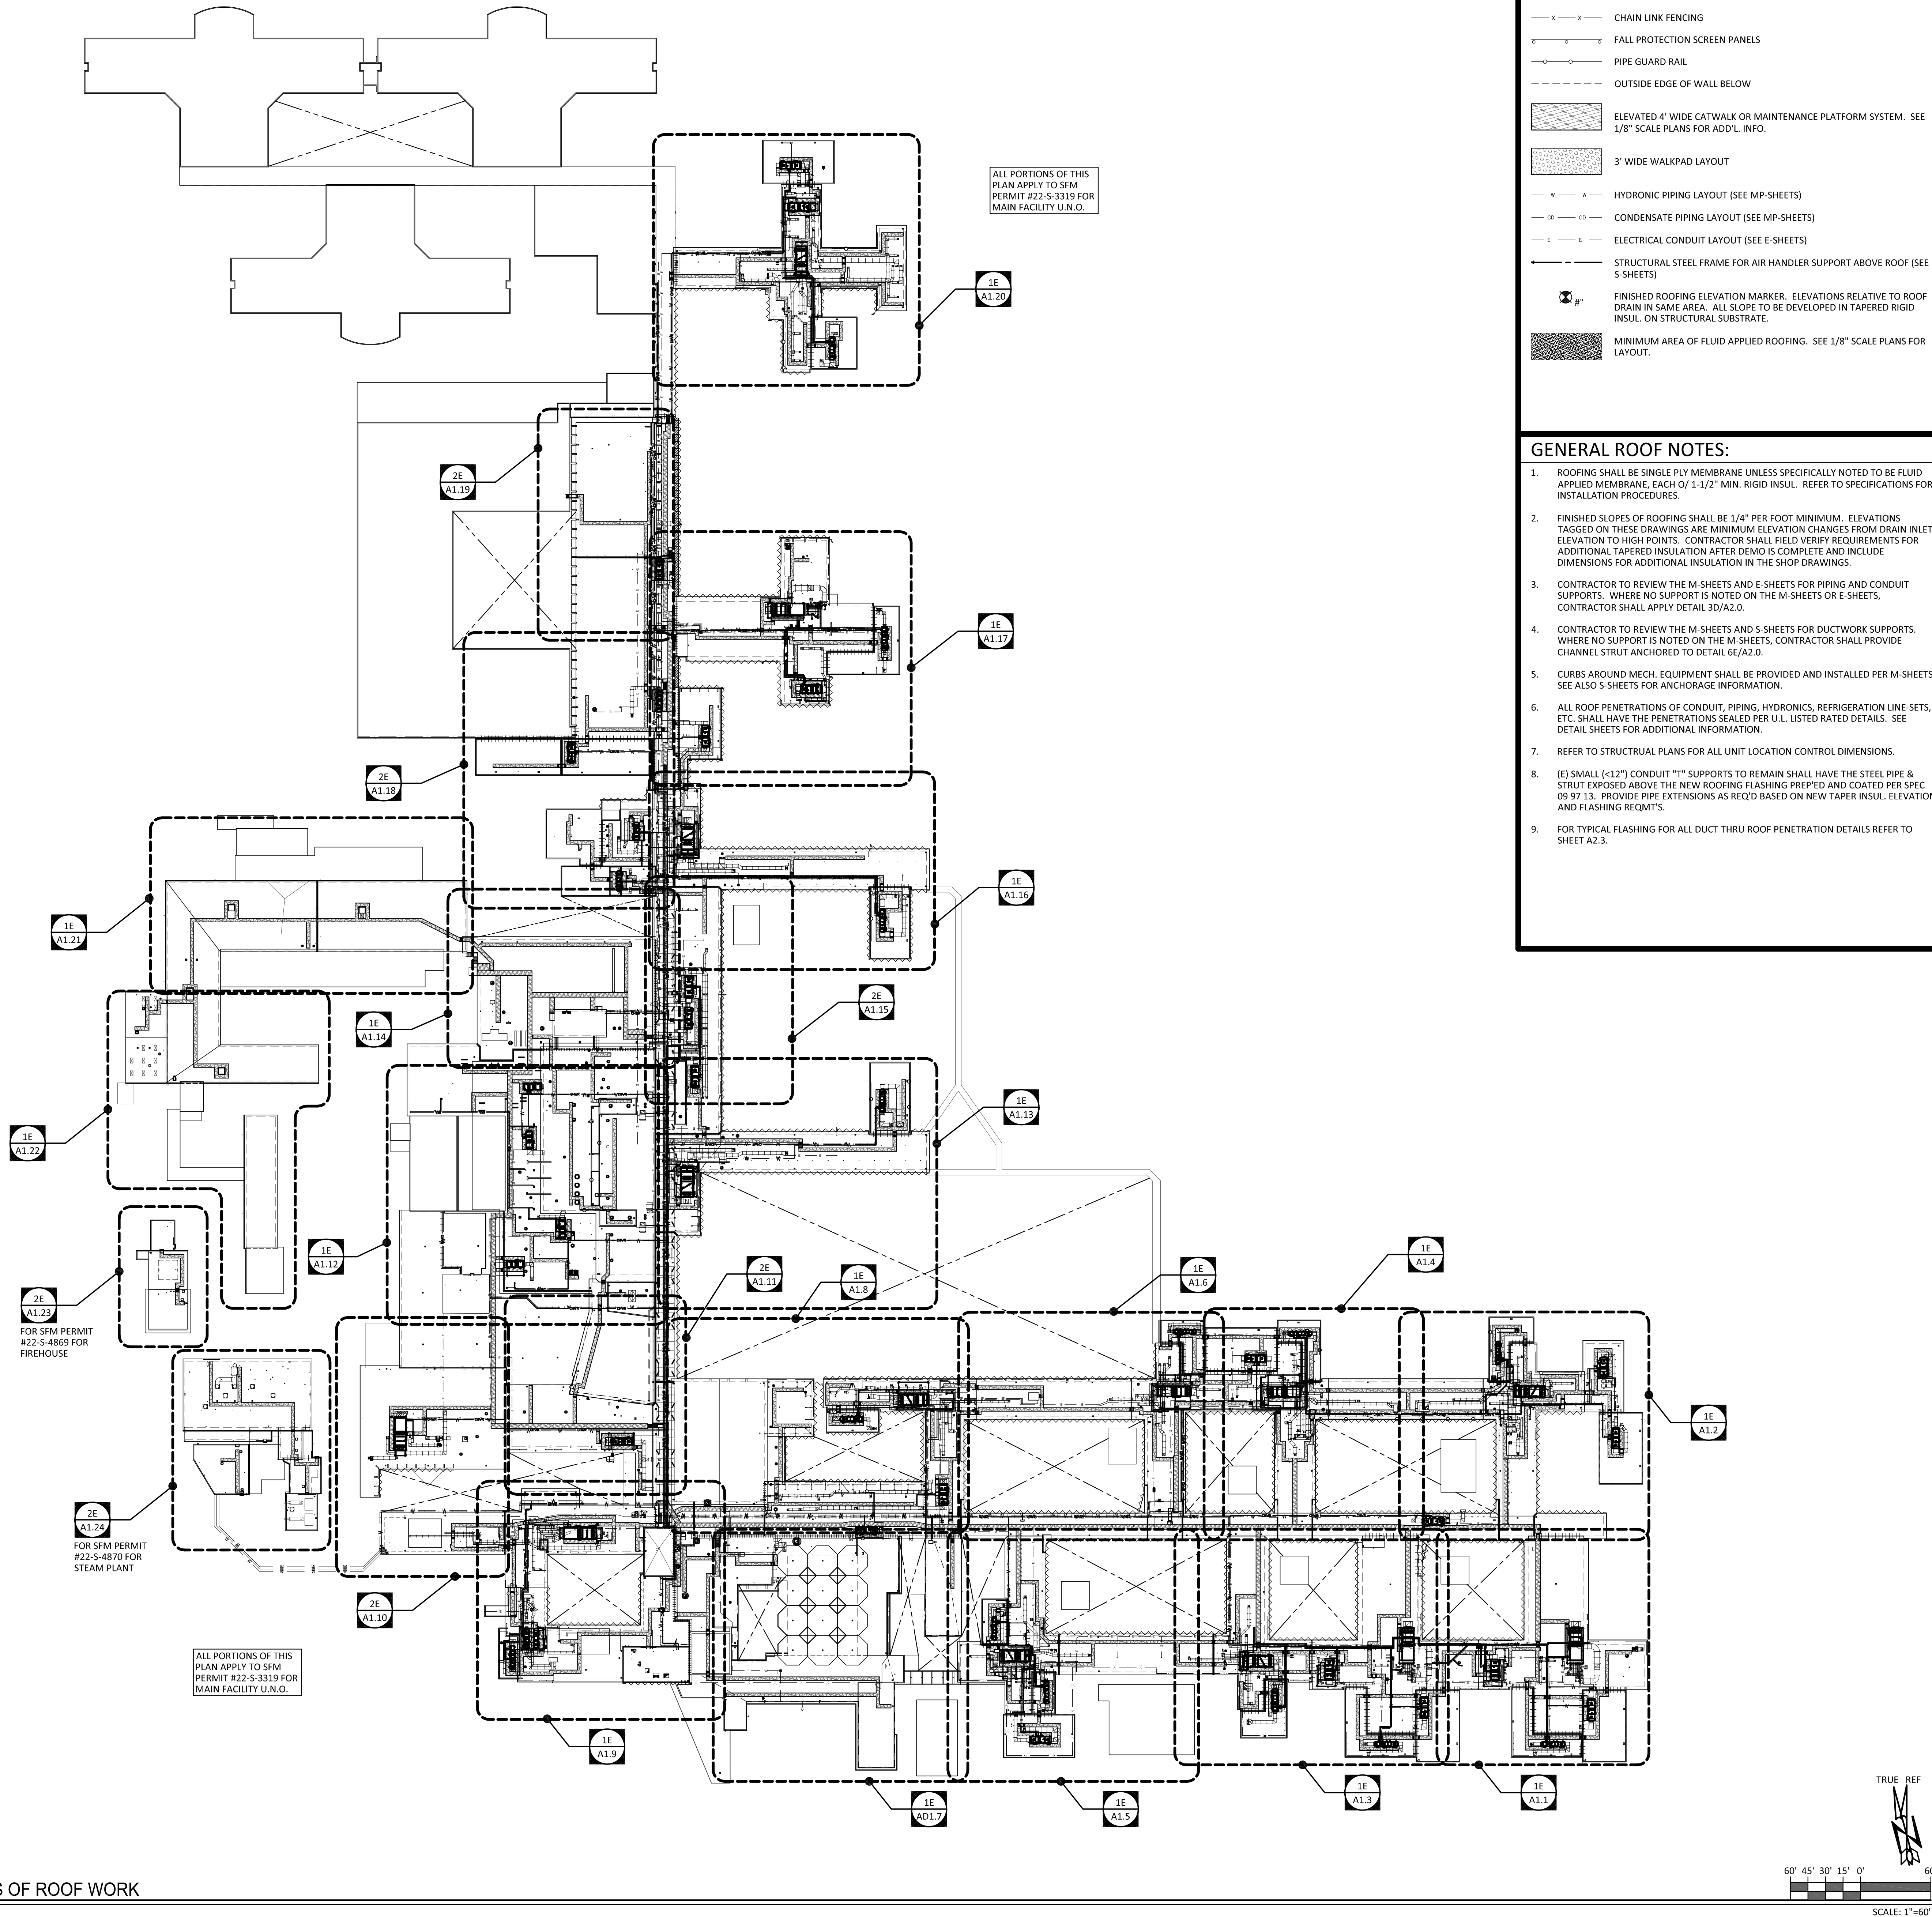 CHAIN LINK FENCING
FALL PROTECTION SCREEN PANELS
PIPE GUARD RAIL
OUTSIDE EDGE OF WALL BELOW
ELEVATED 4' WIDE CATWALK OR MAINTENANCE PLATFORM SYSTEM. SEE
1/8" SCALE PLANS FOR ADD'L. INFO.
3' WIDE WALKPAD LAYOUT
HYDRONIC PIPING LAYOUT (SEE MP-SHEETS)
CONDENSATE PIPING LAYOUT (SEE MP-SHEETS)
ELECTRICAL CONDUIT LAYOUT (SEE E-SHEETS)
STRUCTURAL STEEL FRAME FOR AIR HANDLER SUPPORT ABOVE ROOF (SEE
S-SHEETS)
#"
FINISHED ROOFING ELEVATION MARKER. ELEVATIONS RELATIVE TO ROOF
DRAIN IN SAME AREA. ALL SLOPE TO BE DEVELOPED IN TAPERED RIGID
INSUL. ON STRUCTURAL SUBSTRATE.
MINIMUM AREA OF FLUID APPLIED ROOFING. SEE 1/8" SCALE PLANS FOR
LAYOUT.
GENERAL ROOF NOTES:
1. ROOFING SHALL BE SINGLE PLY MEMBRANE UNLESS SPECIFICALLY NOTED TO BE FLUID
APPLIED MEMBRANE, EACH O/ 1-1/2" MIN. RIGID INSUL. REFER TO SPECIFICATIONS FOR
INSTALLATION PROCEDURES.
2. FINISHED SLOPES OF ROOFING SHALL BE 1/4" PER FOOT MINIMUM. ELEVATIONS
TAGGED ON THESE DRAWINGS ARE MINIMUM ELEVATION CHANGES FROM DRAIN INLET
ELEVATION TO HIGH POINTS. CONTRACTOR SHALL FIELD VERIFY REQUIREMENTS FOR
ADDITIONAL TAPERED INSULATION AFTER DEMO IS COMPLETE AND INCLUDE
DIMENSIONS FOR ADDITIONAL INSULATION IN THE SHOP DRAWINGS.
3. CONTRACTOR TO REVIEW THE M-SHEETS AND E-SHEETS FOR PIPING AND CONDUIT
SUPPORTS. WHERE NO SUPPORT IS NOTED ON THE M-SHEETS OR E-SHEETS,
CONTRACTOR SHALL APPLY DETAIL 3D/A2.0.
4. CONTRACTOR TO REVIEW THE M-SHEETS AND S-SHEETS FOR DUCTWORK SUPPORTS.
WHERE NO SUPPORT IS NOTED ON THE M-SHEETS, CONTRACTOR SHALL PROVIDE
CHANNEL STRUT ANCHORED TO DETAIL 6E/A2.0.
5. CURBS AROUND MECH. EQUIPMENT SHALL BE PROVIDED AND INSTALLED PER M-SHEETS
SEE ALSO S-SHEETS FOR ANCHORAGE INFORMATION.
6. ALL ROOF PENETRATIONS OF CONDUIT, PIPING, HYDRONICS, REFRIGERATION LINE-SETS,
ETC. SHALL HAVE THE PENETRATIONS SEALED PER U.L. LISTED RATED DETAILS. SEE
DETAIL SHEETS FOR ADDITIONAL INFORMATION.
7. REFER TO STRUCTRUAL PLANS FOR ALL UNIT LOCATION CONTROL DIMENSIONS.
8. (E) SMALL (<12") CONDUIT "T" SUPPORTS TO REMAIN SHALL HAVE THE STEEL PIPE &
STRUT EXPOSED ABOVE THE NEW ROOFING FLASHING PREP'ED AND COATED PER SPEC
09 97 13. PROVIDE PIPE EXTENSIONS AS REQ'D BASED ON NEW TAPER INSUL. ELEVATION
AND FLASHING REQMT'S.
9. FOR TYPICAL FLASHING FOR ALL DUCT THRU ROOF PENETRATION DETAILS REFER TO
SHEET A2.3.
ALL PORTIONS OF THIS
PLAN APPLY TO SFM
PERMIT #22-S-3319 FOR
MAIN FACILITY U.N.O.
1E
A1.20
2E
A1.19
1E
A1.17
2E
A1.18
1E
A1.16
1E
A1.21
2E
A1.15
1E
A1.14
1E
A1.13
1E
A1.22
1E
A1.12
2E
A1.11
1E
A1.8
1E
A1.6
1E
A1.4
2E
A1.23
FOR SFM PERMIT
#22-S-4869 FOR
FIREHOUSE
1E
A1.2
2E
A1.24
FOR SFM PERMIT
#22-S-4870 FOR
STEAM PLANT
2E
A1.10
ALL PORTIONS OF THIS
PLAN APPLY TO SFM
PERMIT #22-S-3319 FOR
MAIN FACILITY U.N.O.
1E
A1.9
1E
AD1.7
1E
A1.5
1E
A1.3
1E
A1.1
TRUE REF
60' 45' 30' 15' 0'
SCALE: 1"=60'
OF ROOF WORK